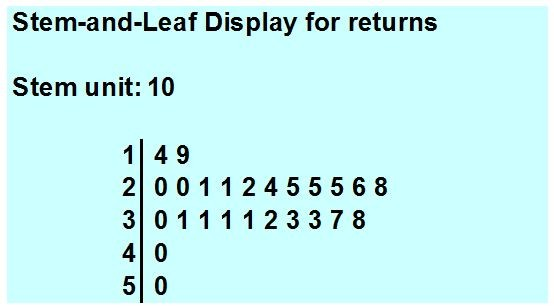 Stem-and-Leaf Display for returns
Stem unit: 10
1 4 9
2 0 0 1 1 2 4 5 5 5 6 8
3 0 1 1 1 1 2 3 3 7 8
4 0
5 0